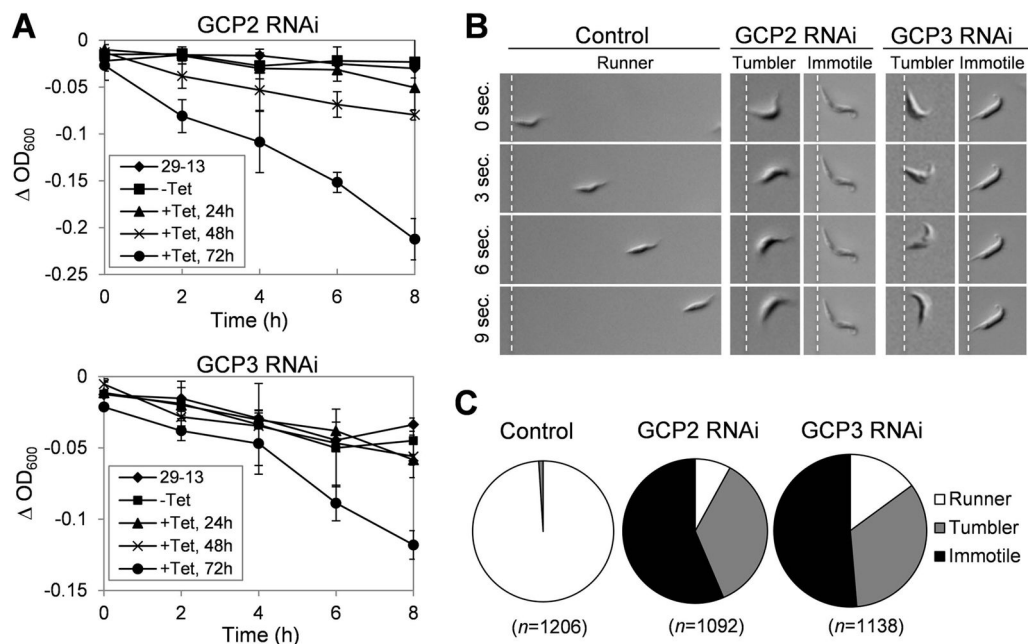 A
GCP2 RNAi
0
-0.05
-0.1
-0.15
-0.2
-0.25
Δ OD600
29-13
-Tet
+Tet, 24h
+Tet, 48h
+Tet, 72h
0 2 4 6 8
Time (h)
GCP3 RNAi
0
-0.05
-0.1
-0.15
Δ OD600
29-13
-Tet
+Tet, 24h
+Tet, 48h
+Tet, 72h
0 2 4 6 8
Time (h)
B
Control GCP2 RNAi GCP3 RNAi
Runner Tumbler Immotile Tumbler Immotile
0 sec.
3 sec.
6 sec.
9 sec.
C
Control GCP2 RNAi GCP3 RNAi
Runner
Tumbler
Immotile
(n=1206) (n=1092) (n=1138)